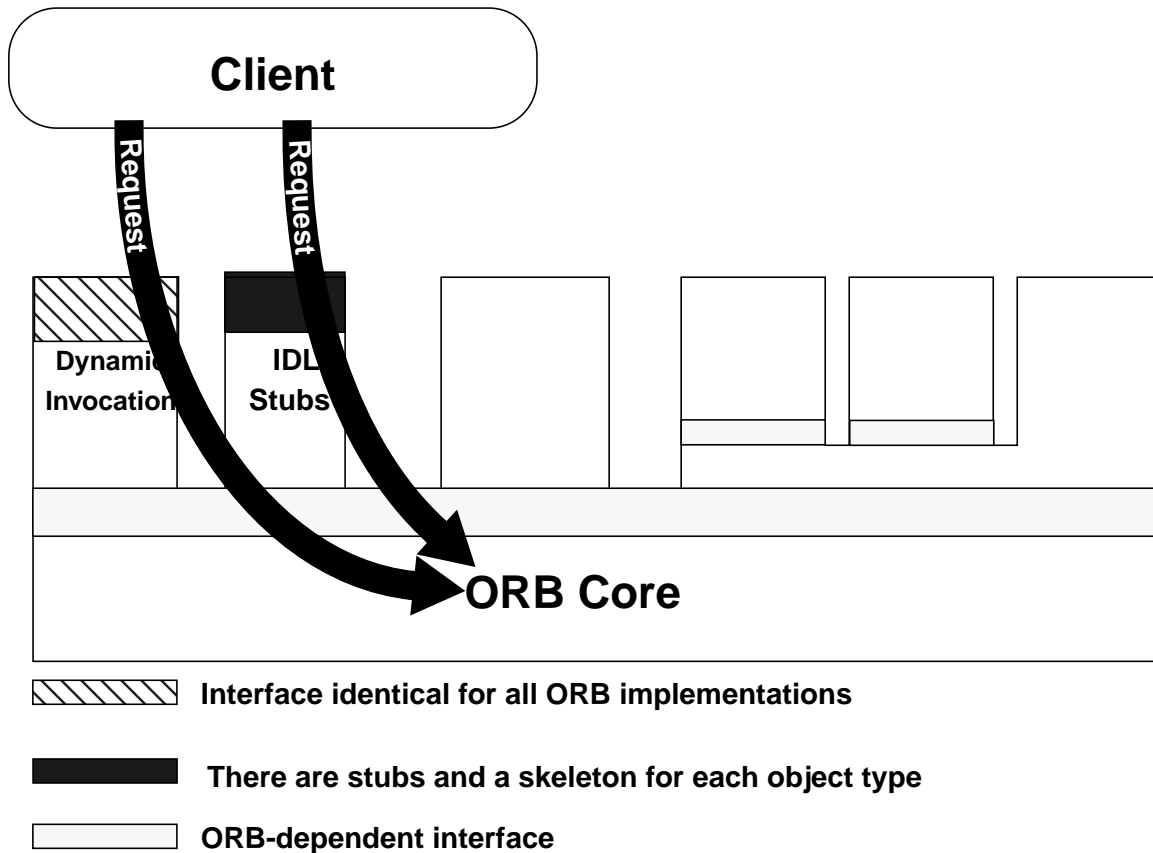 Client
Request
Request
Dynamic
Invocation
IDL
Stubs
ORB Core
Interface identical for all ORB implementations
There are stubs and a skeleton for each object type
ORB-dependent interface